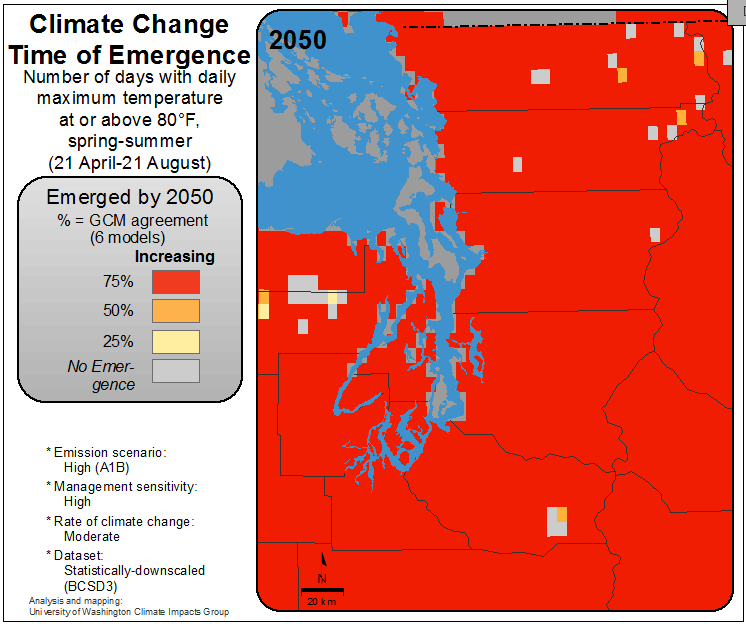 Climate Change
Time of Emergence
Number of days with daily
maximum temperature
at or above 80°F,
spring-summer
(21 April-21 August)
Emerged by 2050
% = GCM agreement
(6 models)
Increasing
75%
50%
25%
No Emer-
gence
* Emission scenario:
High (A1B)
* Management sensitivity:
High
* Rate of climate change:
Moderate
* Dataset:
Statistically-downscaled
(BCSD3)
Analysis and mapping:
University of Washington Climate Impacts Group
2050
N
20 km